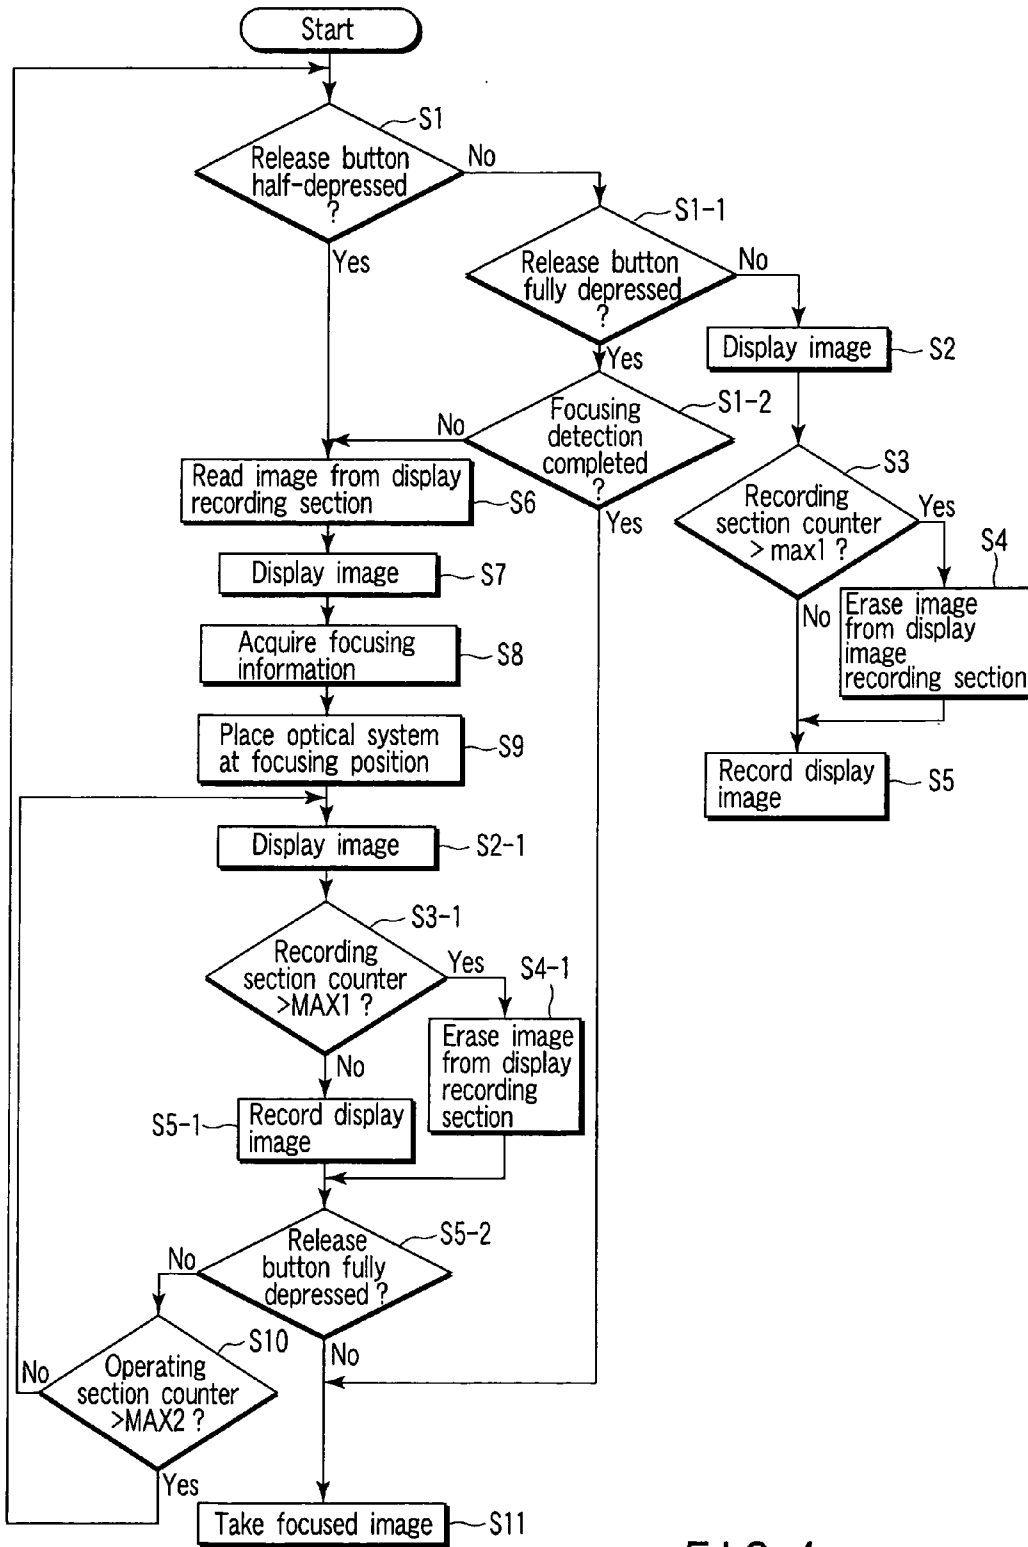 Start
S1
Release button
half-depressed
?
No
Yes
S1-1
Release button
fully depressed
?
No
Yes
Display image
S2
S1-2
Focusing
detection
completed
?
No
Yes
S3
Recording
section counter
> max1 ?
Yes
No
S4
Erase image
from display
image
recording section
Record display
image
S5
Read image from display
recording section
S6
Display image
S7
Acquire focusing
information
S8
Place optical system
at focusing position
S9
Display image
S2-1
S3-1
Recording
section counter
>MAX1 ?
Yes
No
S4-1
Erase image
from display
recording
section
S5-1
Record display
image
S5-2
Release
button fully
depressed ?
No
No
S10
Operating
section counter
>MAX2 ?
No
Yes
Take focused image
S11